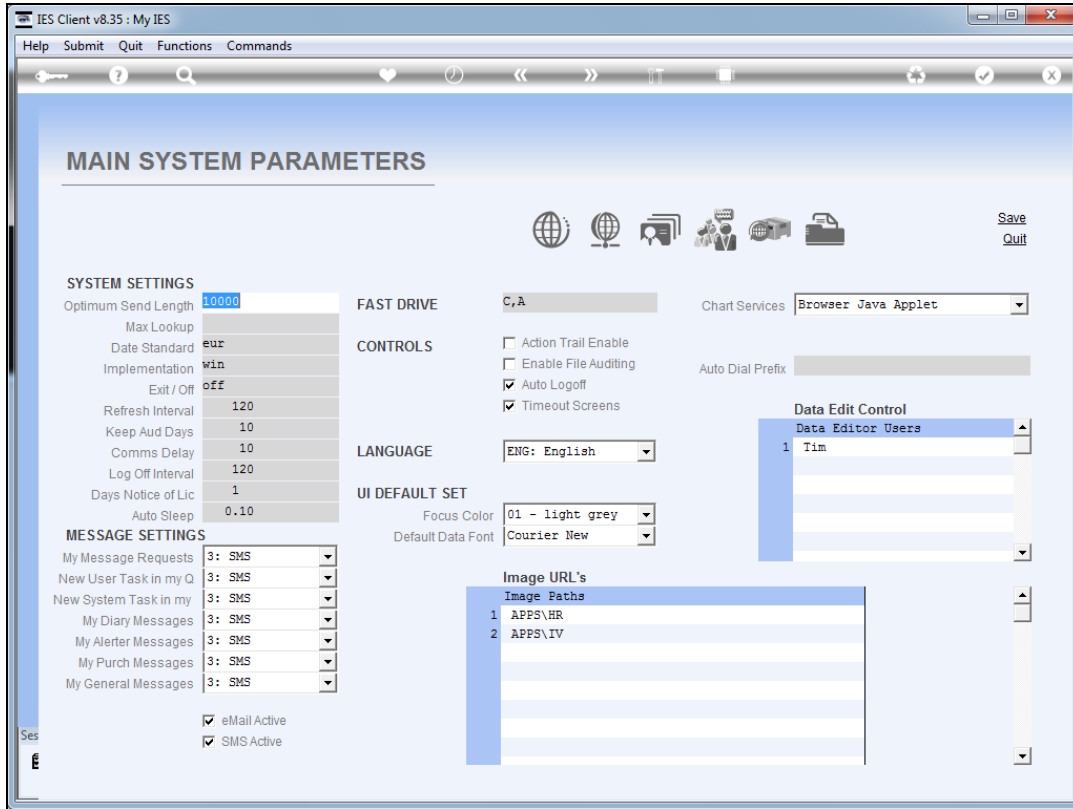 IES Client v8.35 : My IES
Help Submit Quit Functions Commands
MAIN SYSTEM PARAMETERS
Save
Quit
SYSTEM SETTINGS
Optimum Send Length 10000
Max Lookup
Date Standard eur
Implementation win
Exit / Off off
Refresh Interval 120
Keep Aud Days 10
Comms Delay 10
Log Off Interval 120
Days Notice of Lic 1
Auto Sleep 0.10
MESSAGE SETTINGS
My Message Requests 3: SMS
New User Task in my Q 3: SMS
New System Task in my 3: SMS
My Diary Messages 3: SMS
My Alerter Messages 3: SMS
My Purch Messages 3: SMS
My General Messages 3: SMS
eMail Active
SMS Active
FAST DRIVE C,A
CONTROLS
Action Trail Enable
Enable File Auditing
Auto Logoff
Timeout Screens
LANGUAGE ENG: English
UI DEFAULT SET
Focus Color 01 - light grey
Default Data Font Courier New
Chart Services Browser Java Applet
Auto Dial Prefix
Data Edit Control
Data Editor Users
1 Tim
Image URL's
Image Paths
1 APPS\HR
2 APPS\IV
Ses